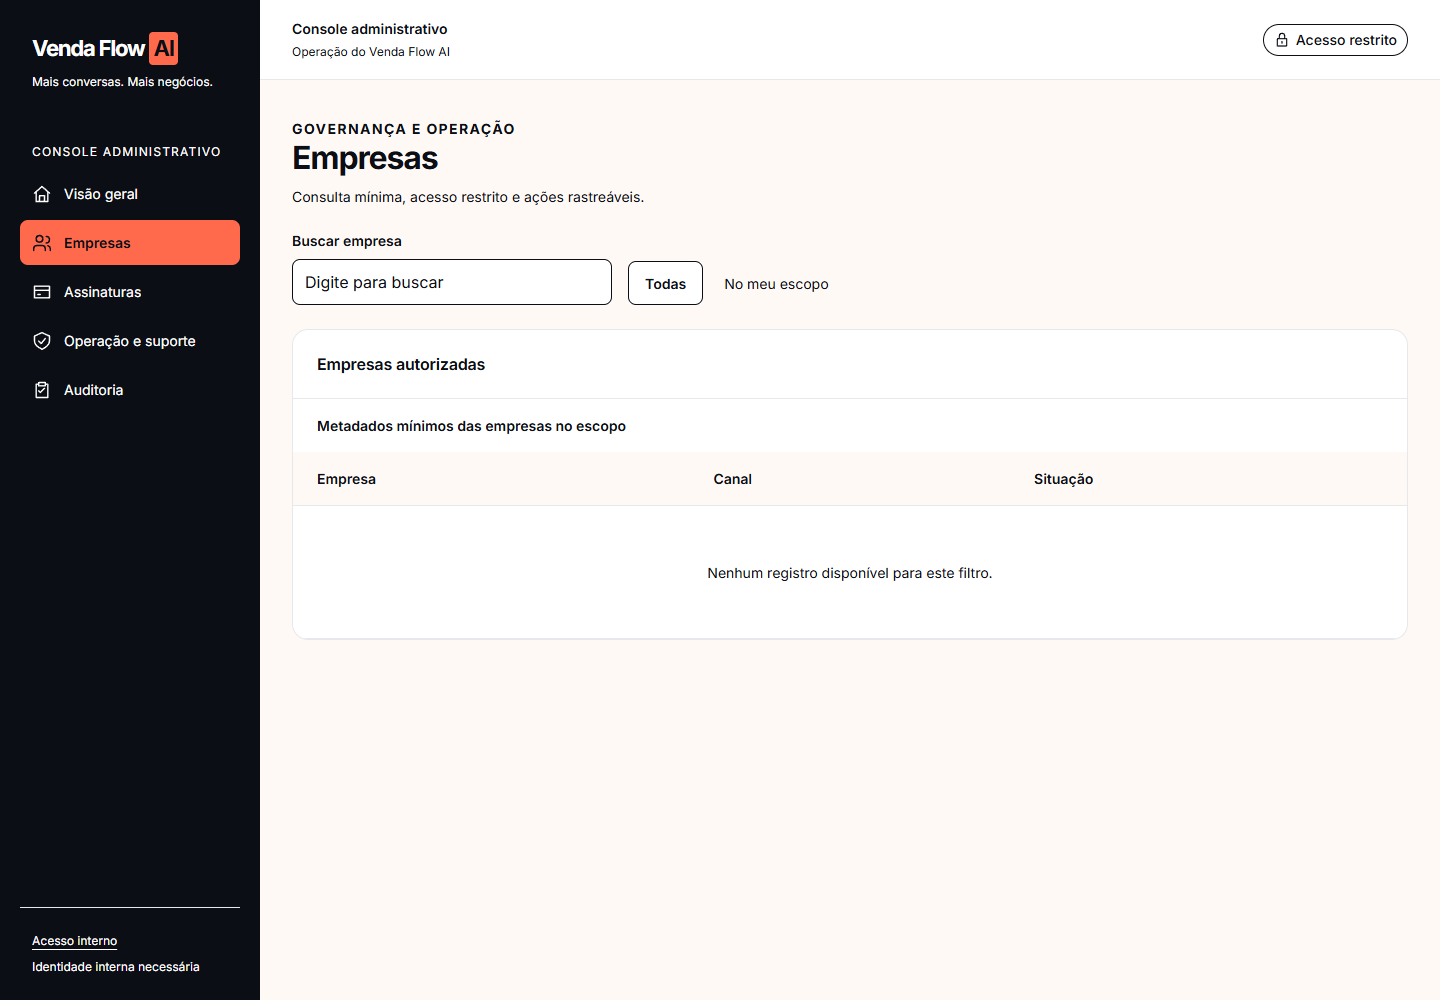 Venda Flow AI
Mais conversas. Mais negócios.
CONSOLE ADMINISTRATIVO
Visão geral
Empresas
Assinaturas
Operação e suporte
Auditoria
Acesso interno
Identidade interna necessária
Console administrativo
Operação do Venda Flow AI
Acesso restrito
GOVERNANÇA E OPERAÇÃO
Empresas
Consulta mínima, acesso restrito e ações rastreáveis.
Buscar empresa
Digite para buscar
Todas
No meu escopo
Empresas autorizadas
Metadados mínimos das empresas no escopo
Empresa Canal Situação
Nenhum registro disponível para este filtro.